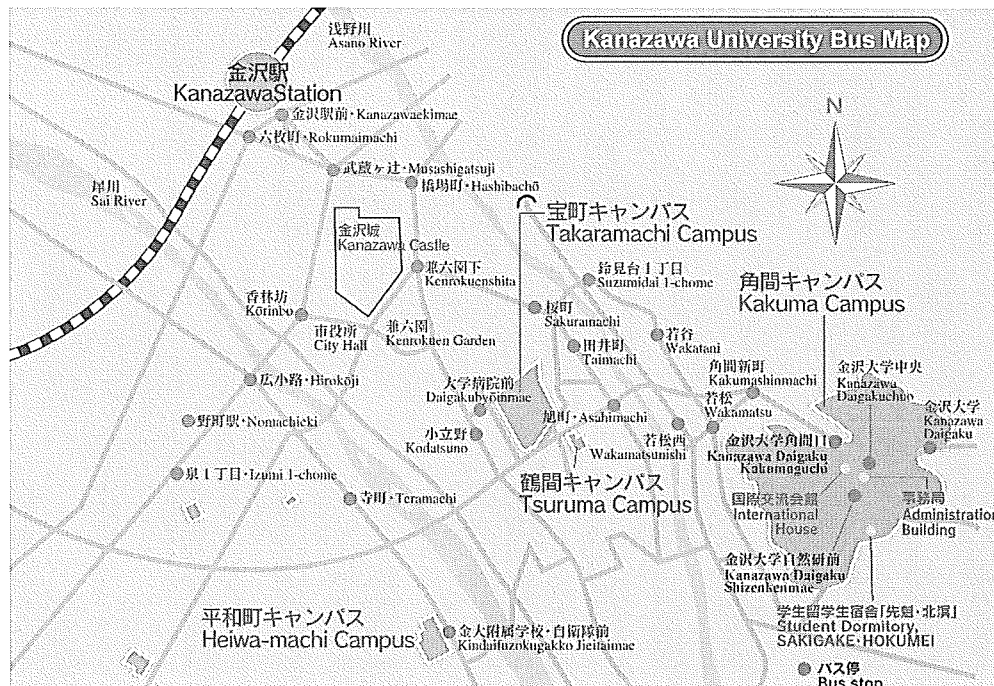 Kanazawa University Bus Map
浅野川
Asano River
金沢駅
KanazawaStation
金沢駅前・Kanazawaekimae
六枚町・Rokumaimachi
N
武蔵ヶ辻・Musashigatsuji
橋場町・Hashibachō
犀川
Sai River
宝町キャンパス
Takaramachi Campus
金沢城
Kanazawa Castle
兼六園下
Kenrokuenshita
鈴見台1丁目
Suzumidai 1-chome
角間キャンパス
Kakuma Campus
香林坊
Kōrinbo
市役所
City Hall
兼六園
Kenrokuen Garden
桜町
Sakuramachi
田井町
Taimachi
若谷
Wakatani
角間新町
Kakumashinmachi
金沢大学中央
Kanazawa
Daigakuchuo
広小路・Hirokōji
大学病院前
Daigakubyōinmae
旭町・Asahimachi
若松
Wakamatsu
金沢大学
Kanazawa
Daigaku
野町駅・Nomachieki
小立野
Kodatsuno
若松西
Wakamatsunishi
金沢大学角間口
Kanazawa Daigaku
Kakumaguchi
泉1丁目・Izumi 1-chome
寺町・Teramachi
鶴間キャンパス
Tsuruma Campus
国際交流会館
International
House
事務局
Administration
Building
金沢大学自然研前
Kanazawa Daigaku
Shizenkenmae
平和町キャンパス
Heiwa-machi Campus
金大附属学校・自衛隊前
Kindaifuzokugakko Jieitaimae
学生留学生宿舎「先魁・北溟」
Student Dormitory,
SAKIGAKE・HOKUMEI
バス停
Bus stop